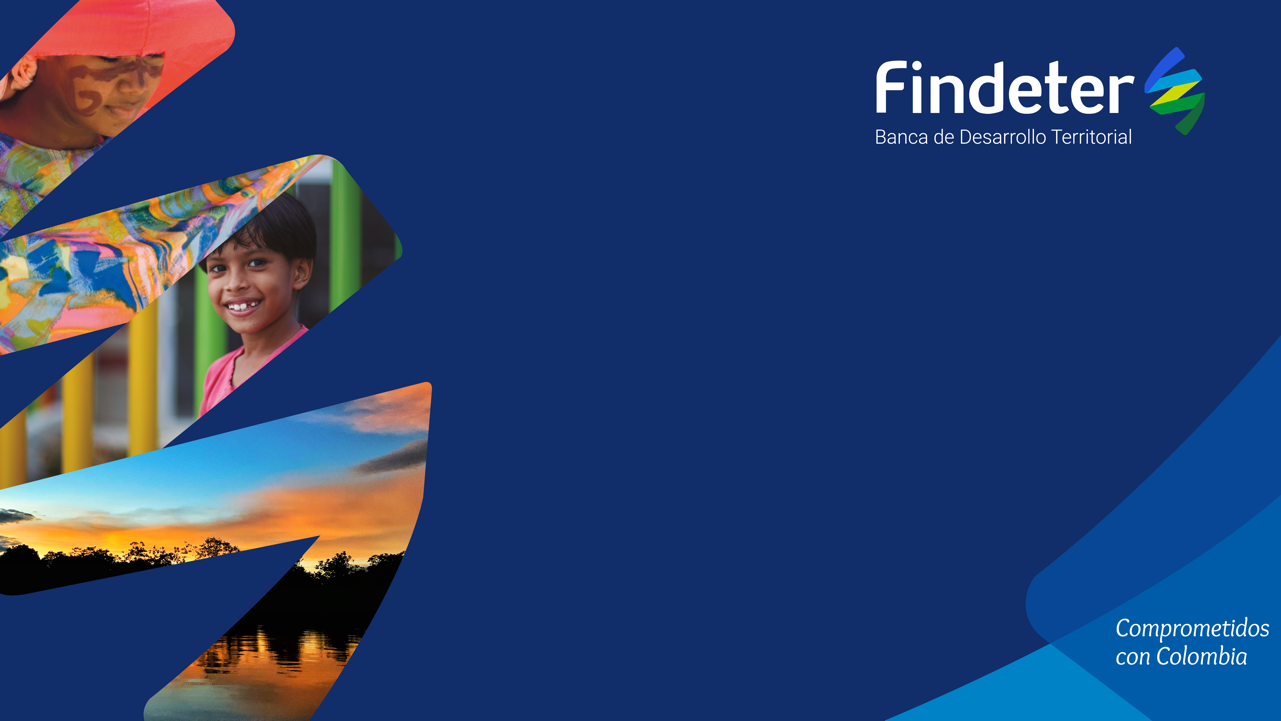 Findeter
Banca de Desarrollo Territorial
Comprometidos
con Colombia